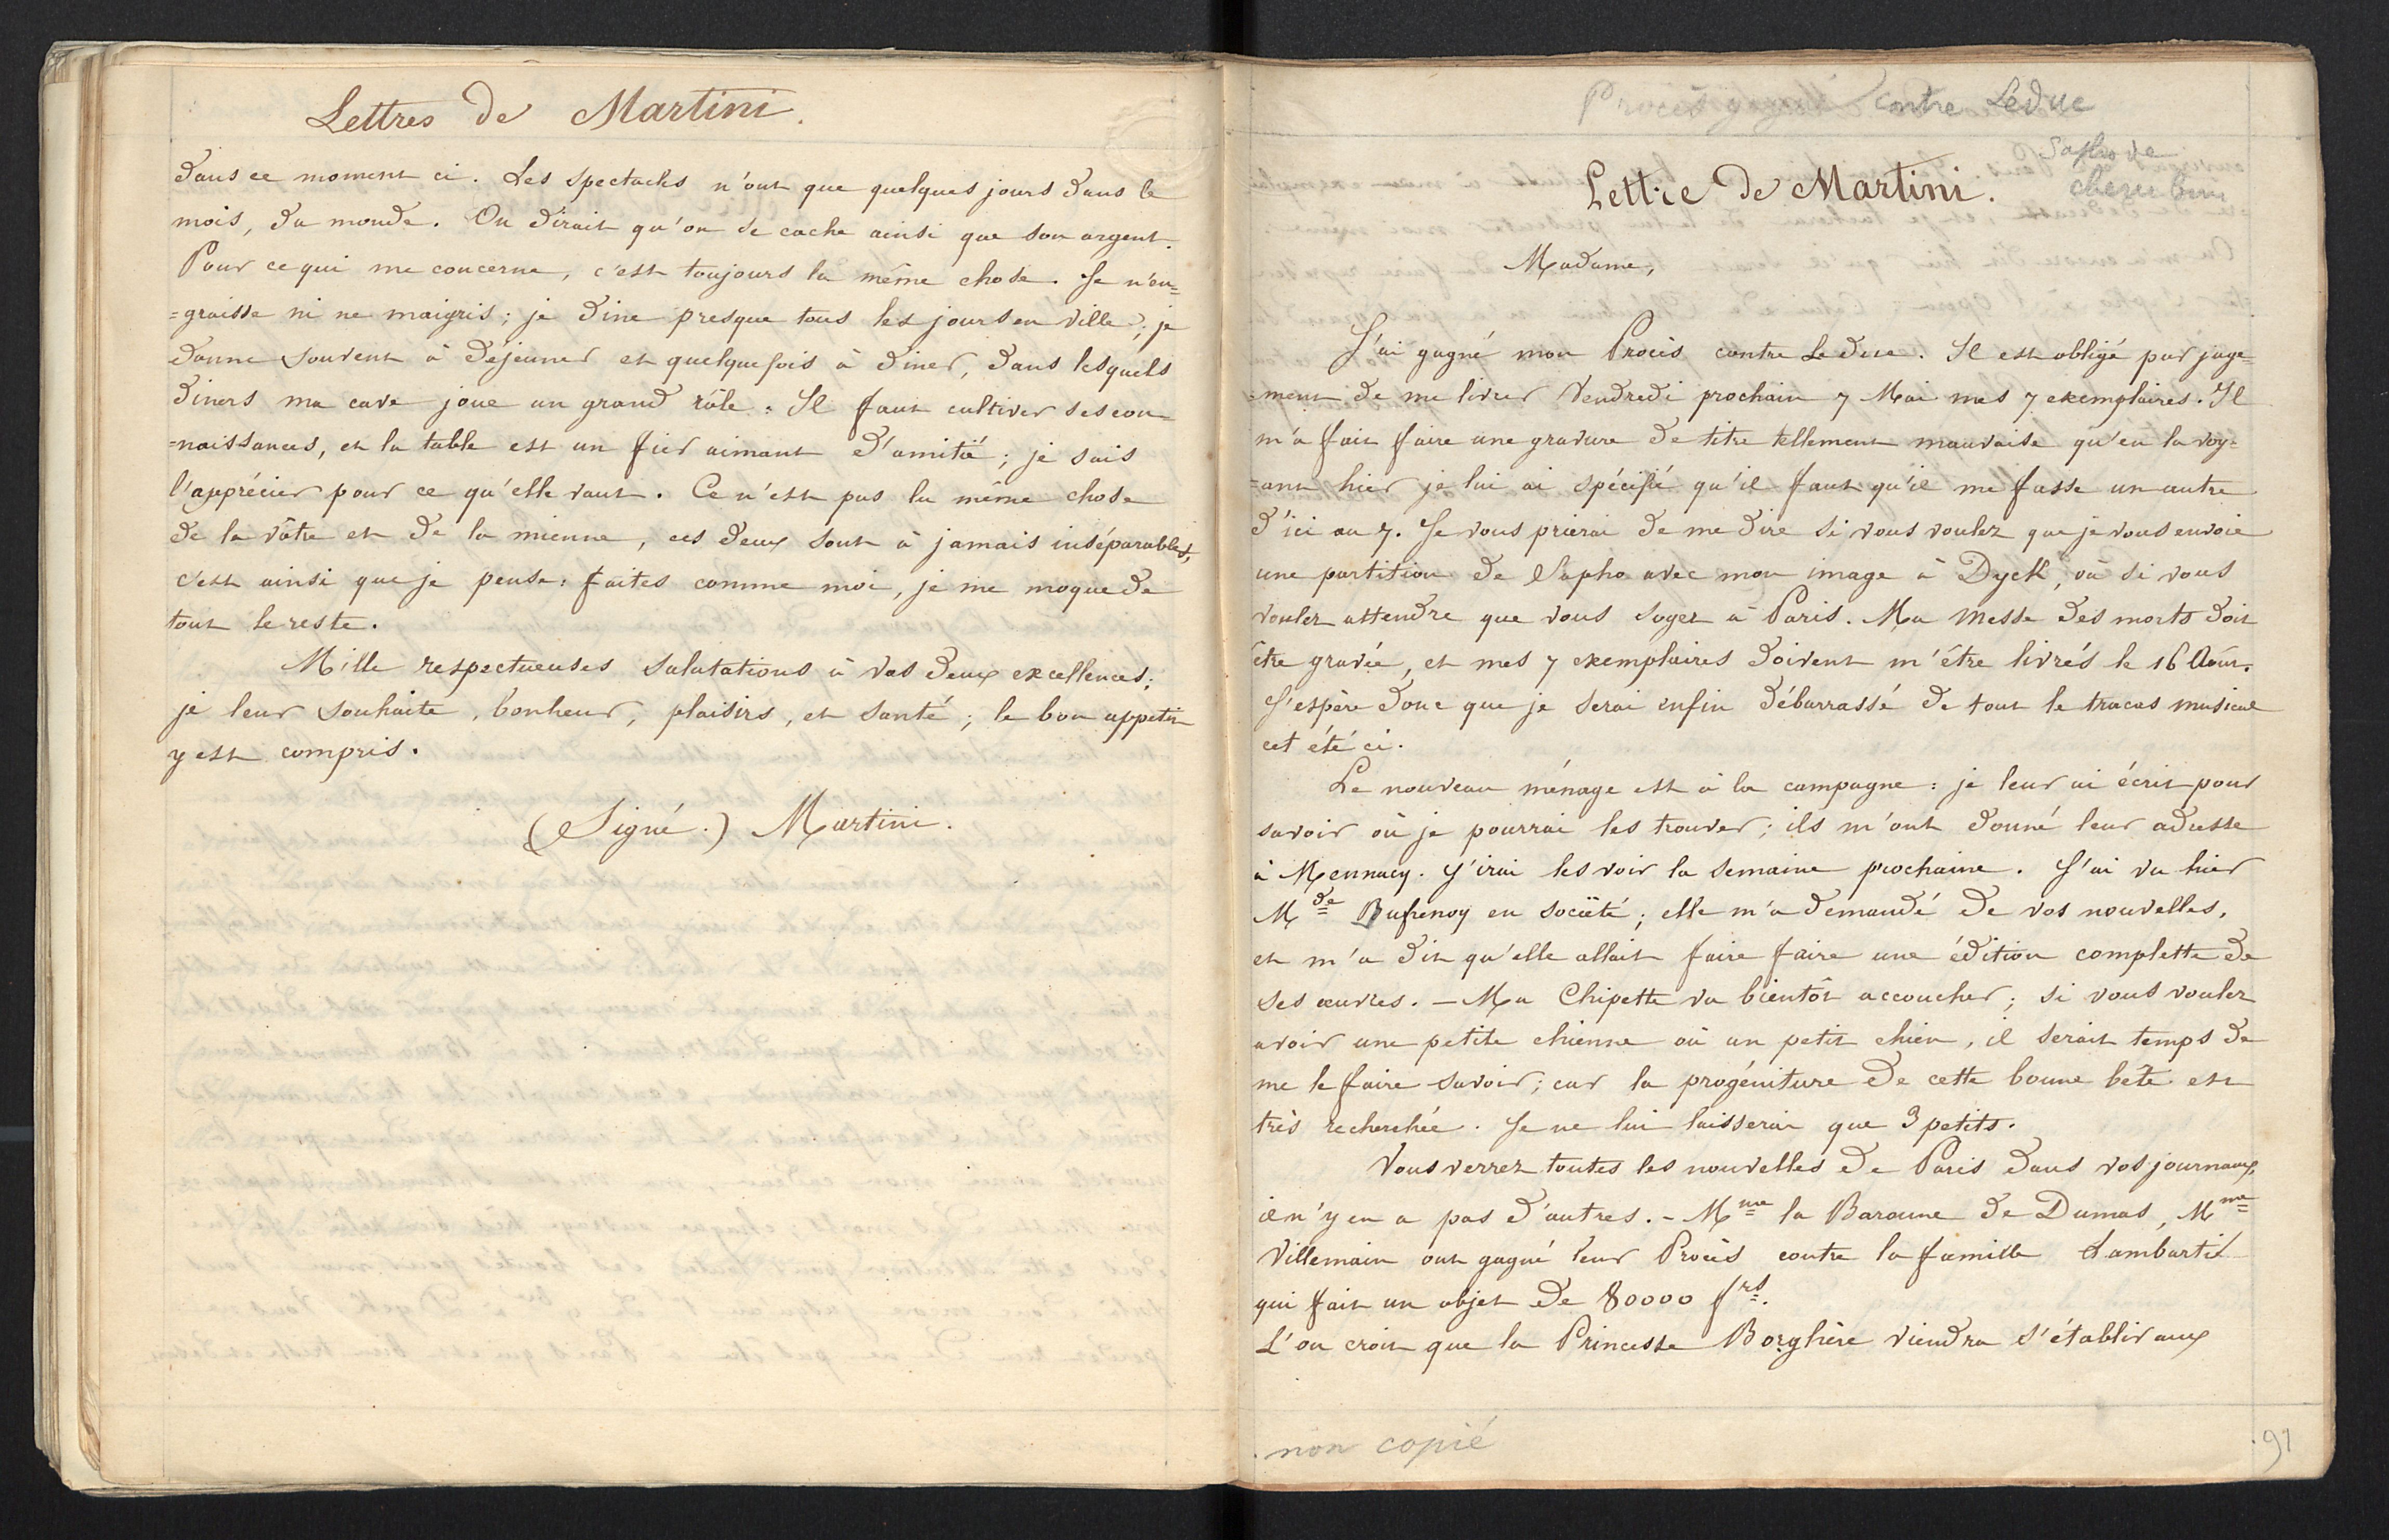 Lettres de Martini.
dans ce moment ci. Les spectacles n'ont que quelques jours dans le
mois, du monde. On dirait qu'on se cache ainsi que son argent.
Pour ce qui me concerne, c'est toujours la même chose. Je n'en=
=graisse ni ne maigris; je dine presque tous les jours en ville; je
donne souvent à déjeuner et quelquefois à diner, dans lesquels
diners ma cave joue un grand rôle. Il faut cultiver ses con=
=naissances, et la table est un fier aimant d'amitié; je sais
l'apprécier pour ce qu'elle vaut. Ce n'est pas la même chose
de la vôtre et de la mienne, ces deux sont à jamais inséparables,
c'est ainsi que je pense: faites comme moi, je me moque de
tout le reste.
Mille respectueuses salutations à vos deux excellences;
je leur souhaite, bonheur, plaisirs, et santé; le bon appetit
y est compris.
(Signé.) Martini.
Procès gagné contre Leduc
Sapho de
Lettre de Martini.
Madame,
J'ai gagné mon Procès contre Leduc. Il est obligé par juge=
=ment de me livrer Vendredi prochain 7 Mai mes 7 exemplaires. Il
m'a fait faire une gravure de titre tellement mauvaise qu'en la voy=
=ant hier je lui ai spécifié qu'il faut qu'il me fasse un autre
d'ici au 7. Je vous prierai de me dire si vous voulez que je vous envoie
une partition de Sapho avec mon image à Dyck, où si vous
voulez attendre que vous soyez à Paris. Ma Messe des morts doit
être gravée, et mes 7 exemplaires doivent m'être livrés le 16 Août.
J'espère donc que je serai enfin débarrassé de tout le tracas musical
cet été ci.
Le nouveau ménage est à la campagne: je leur ai écrit pour
savoir où je pourrai les trouver; ils m'ont donné leur adresse
à Mennacy. J'irai les voir la semaine prochaine. J'ai vu hier
Mde Bufrenoy en société; elle m'a demandé de vos nouvelles,
et m'a dit qu'elle allait faire faire une édition complette de
ses œuvres. – Ma Chipette va bientôt accoucher; si vous voulez
avoir une petite chienne où un petit chien, il serait temps de
me le faire savoir; car la progéniture de cette bonne bête est
très recherchée. Je ne lui laisserai que 3 petits.
Vous verrez toutes les nouvelles de Paris dans vos journaux,
il n'y en a pas d'autres. – Mme la Baronne de Dumas, Mme
Villemain ont gagné leur Procès contre la famille
qui fait un objet de 80000 frs.
L'on croit que la Princesse Borghèse viendra s'établir aux
non copié
91